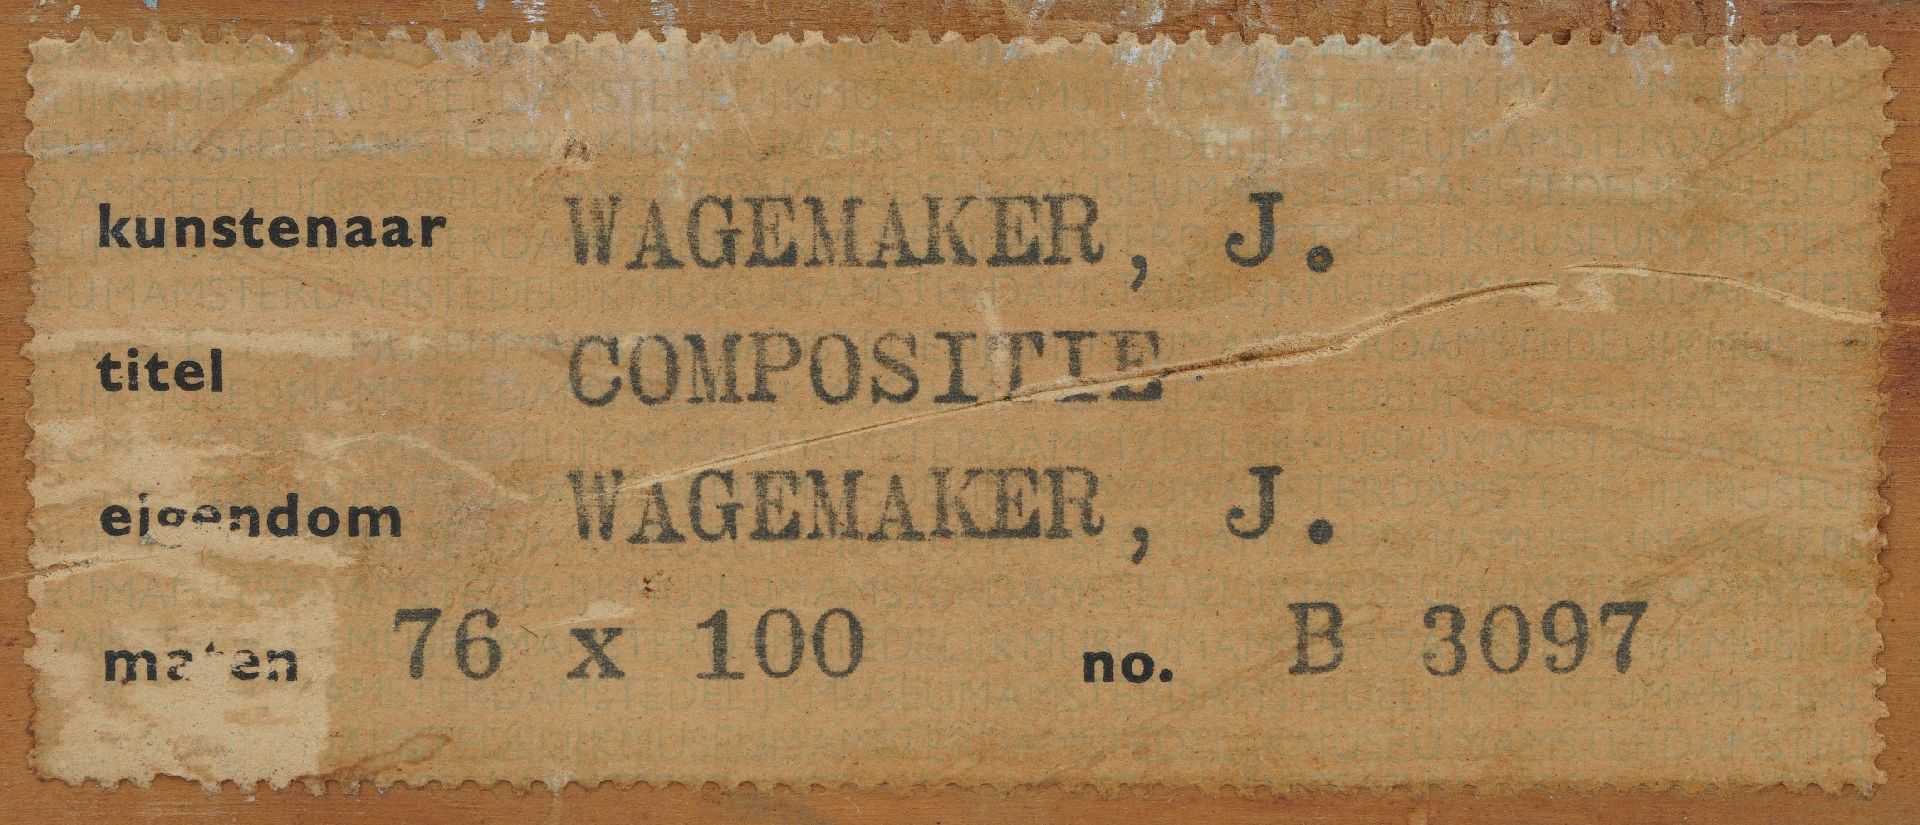 kunstenaar WAGEMAKER, J.
titel COMPOSITIE
eigendom WAGEMAKER, J.
maten 76 x 100 no. B 3097